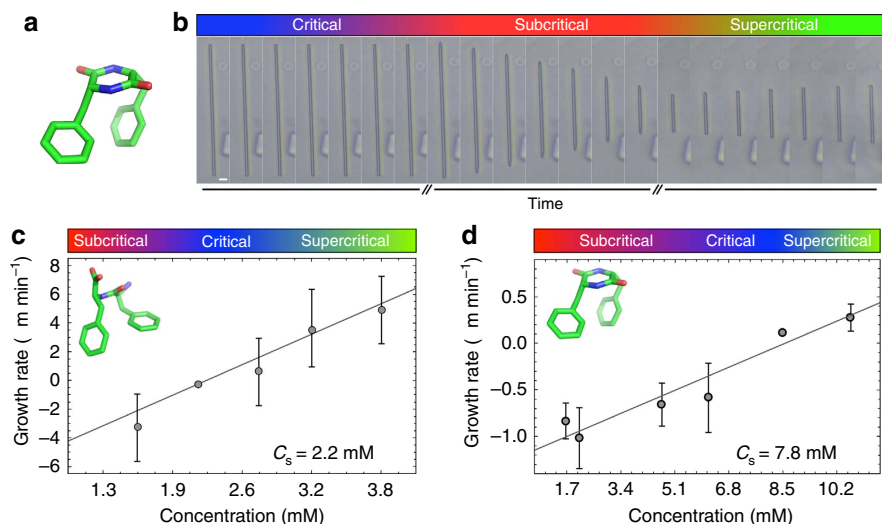 a
b
Critical Subcritical Supercritical
Time
c
Subcritical Critical Supercritical
Growth rate ( m min⁻¹)
8
6
4
2
0
−2
−4
−6
1.3 1.9 2.6 3.2 3.8
Concentration (mM)
Cs = 2.2 mM
d
Subcritical Critical Supercritical
Growth rate ( m min⁻¹)
0.5
0.0
−0.5
−1.0
1.7 3.4 5.1 6.8 8.5 10.2
Concentration (mM)
Cs = 7.8 mM